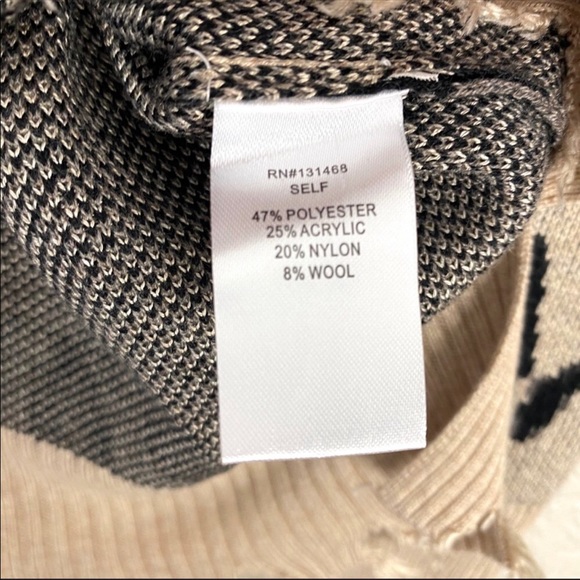 RN#131468
SELF
47% POLYESTER
25% ACRYLIC
20% NYLON
8% WOOL